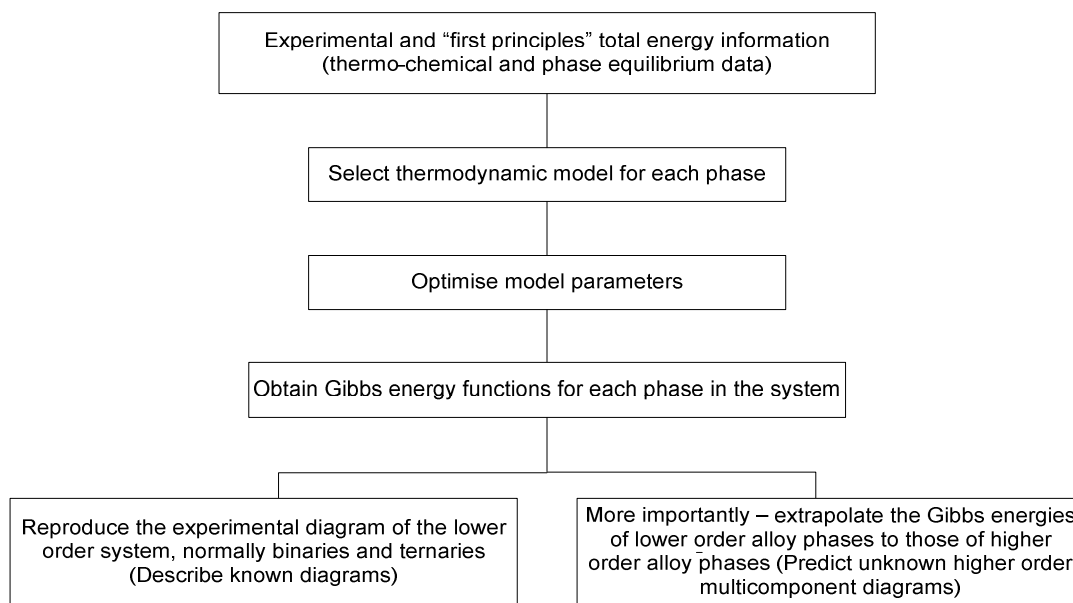 Experimental and “first principles” total energy information
(thermo-chemical and phase equilibrium data)
Select thermodynamic model for each phase
Optimise model parameters
Obtain Gibbs energy functions for each phase in the system
Reproduce the experimental diagram of the lower
order system, normally binaries and ternaries
(Describe known diagrams)
More importantly – extrapolate the Gibbs energies
of lower order alloy phases to those of higher
order alloy phases (Predict unknown higher order
multicomponent diagrams)